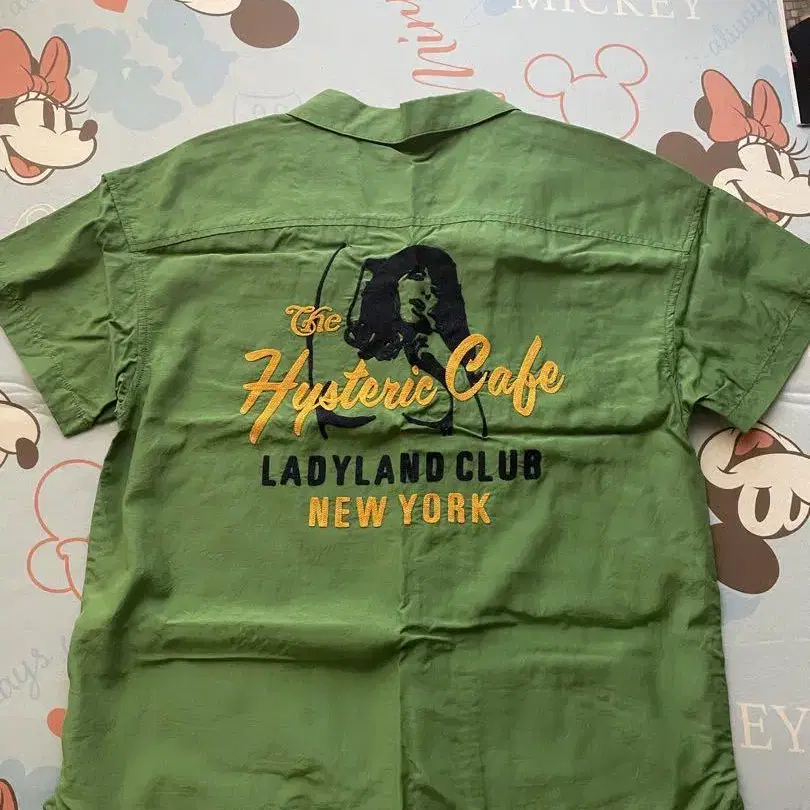 MICKEY
The
Hysteric Cafe
LADYLAND CLUB
NEW YORK